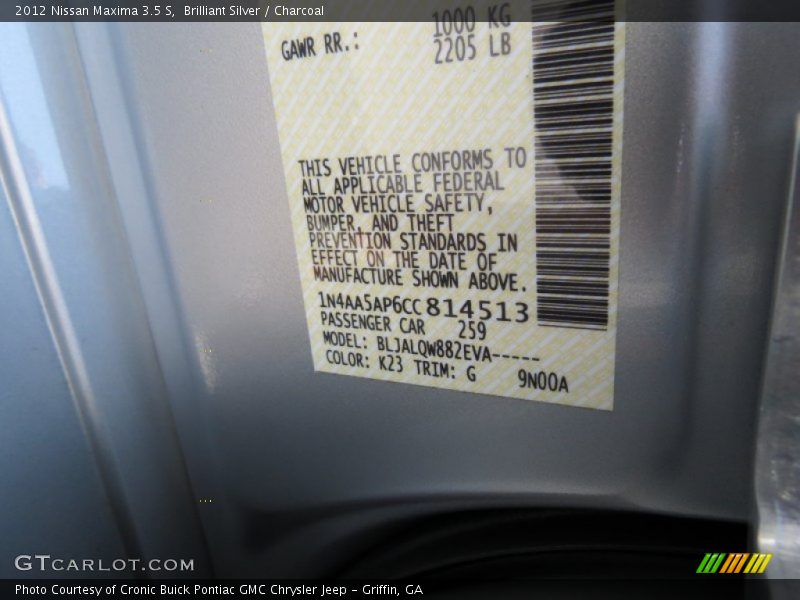 2012 Nissan Maxima 3.5 S,  Brilliant Silver / Charcoal
1000 KG
GAWR RR.: 2205 LB
THIS VEHICLE CONFORMS TO
ALL APPLICABLE FEDERAL
MOTOR VEHICLE SAFETY,
BUMPER, AND THEFT
PREVENTION STANDARDS IN
EFFECT ON THE DATE OF
MANUFACTURE SHOWN ABOVE.
1N4AA5AP6CC814513
PASSENGER CAR 259
MODEL: BLJALQW882EVA-----
COLOR: K23 TRIM: G 9N00A
GTCARLOT.COM
Photo Courtesy of Cronic Buick Pontiac GMC Chrysler Jeep - Griffin, GA